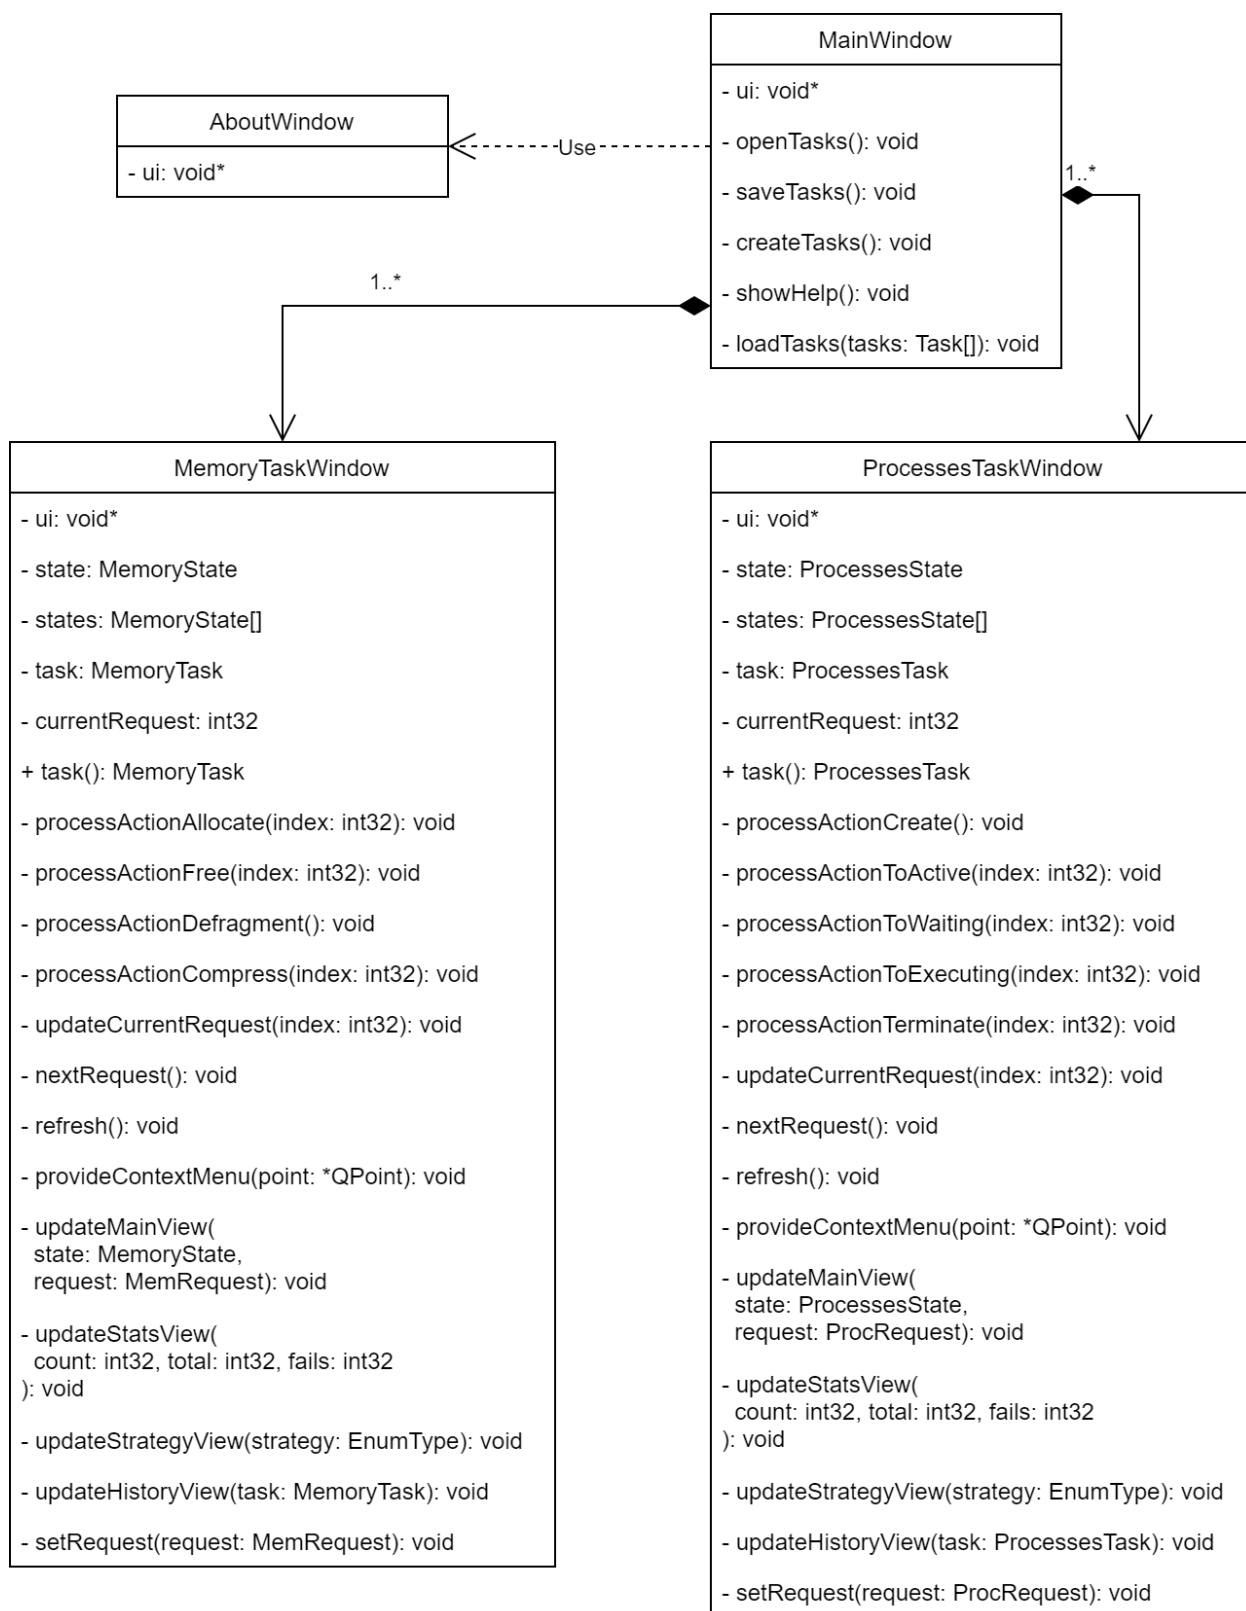 MainWindow
- ui: void*
- openTasks(): void
- saveTasks(): void
- createTasks(): void
- showHelp(): void
- loadTasks(tasks: Task[]): void
AboutWindow
- ui: void*
Use
1..*
1..*
MemoryTaskWindow
- ui: void*
- state: MemoryState
- states: MemoryState[]
- task: MemoryTask
- currentRequest: int32
+ task(): MemoryTask
- processActionAllocate(index: int32): void
- processActionFree(index: int32): void
- processActionDefragment(): void
- processActionCompress(index: int32): void
- updateCurrentRequest(index: int32): void
- nextRequest(): void
- refresh(): void
- provideContextMenu(point: *QPoint): void
- updateMainView(
state: MemoryState,
request: MemRequest): void
- updateStatsView(
count: int32, total: int32, fails: int32
): void
- updateStrategyView(strategy: EnumType): void
- updateHistoryView(task: MemoryTask): void
- setRequest(request: MemRequest): void
ProcessesTaskWindow
- ui: void*
- state: ProcessesState
- states: ProcessesState[]
- task: ProcessesTask
- currentRequest: int32
+ task(): ProcessesTask
- processActionCreate(): void
- processActionToActive(index: int32): void
- processActionToWaiting(index: int32): void
- processActionToExecuting(index: int32): void
- processActionTerminate(index: int32): void
- updateCurrentRequest(index: int32): void
- nextRequest(): void
- refresh(): void
- provideContextMenu(point: *QPoint): void
- updateMainView(
state: ProcessesState,
request: ProcRequest): void
- updateStatsView(
count: int32, total: int32, fails: int32
): void
- updateStrategyView(strategy: EnumType): void
- updateHistoryView(task: ProcessesTask): void
- setRequest(request: ProcRequest): void